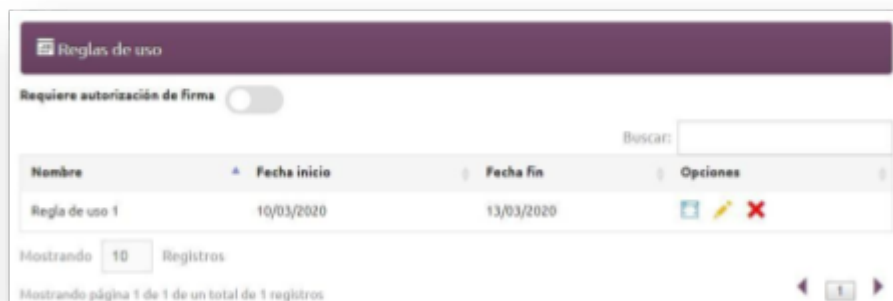 Reglas de uso
Requiere autorización de firma
Buscar:
Nombre Fecha inicio Fecha fin Opciones
Regla de uso 1 10/03/2020 13/03/2020
Mostrando 10 Registros
Mostrando página 1 de 1 de un total de 1 registros
1